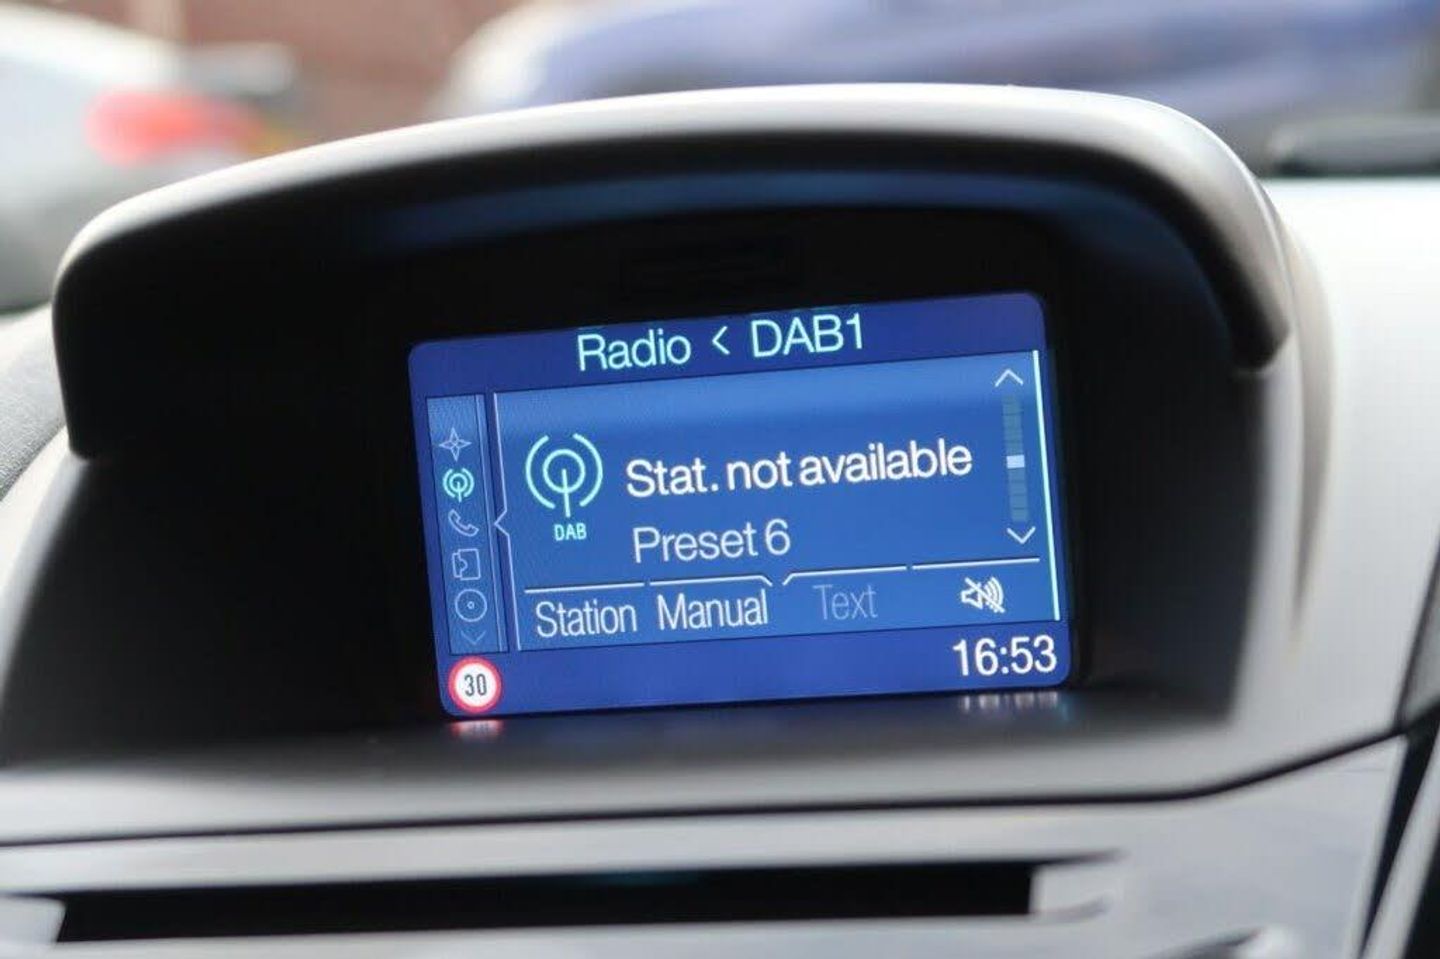 Radio < DAB1
Stat. not available
DAB
Preset 6
Station Manual Text
30
16:53